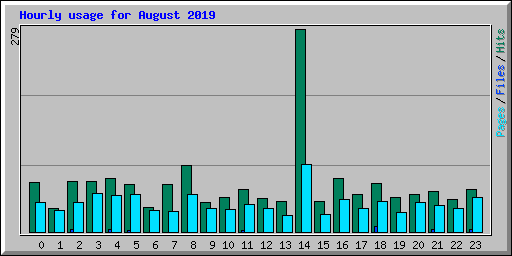 Hourly usage for August 2019
279
Pages/Files/Hits
0 1 2 3 4 5 6 7 8 9 10 11 12 13 14 15 16 17 18 19 20 21 22 23